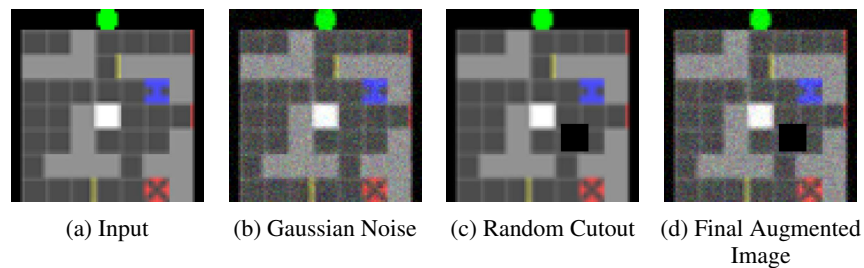 (a) Input
(b) Gaussian Noise
(c) Random Cutout
(d) Final Augmented
Image